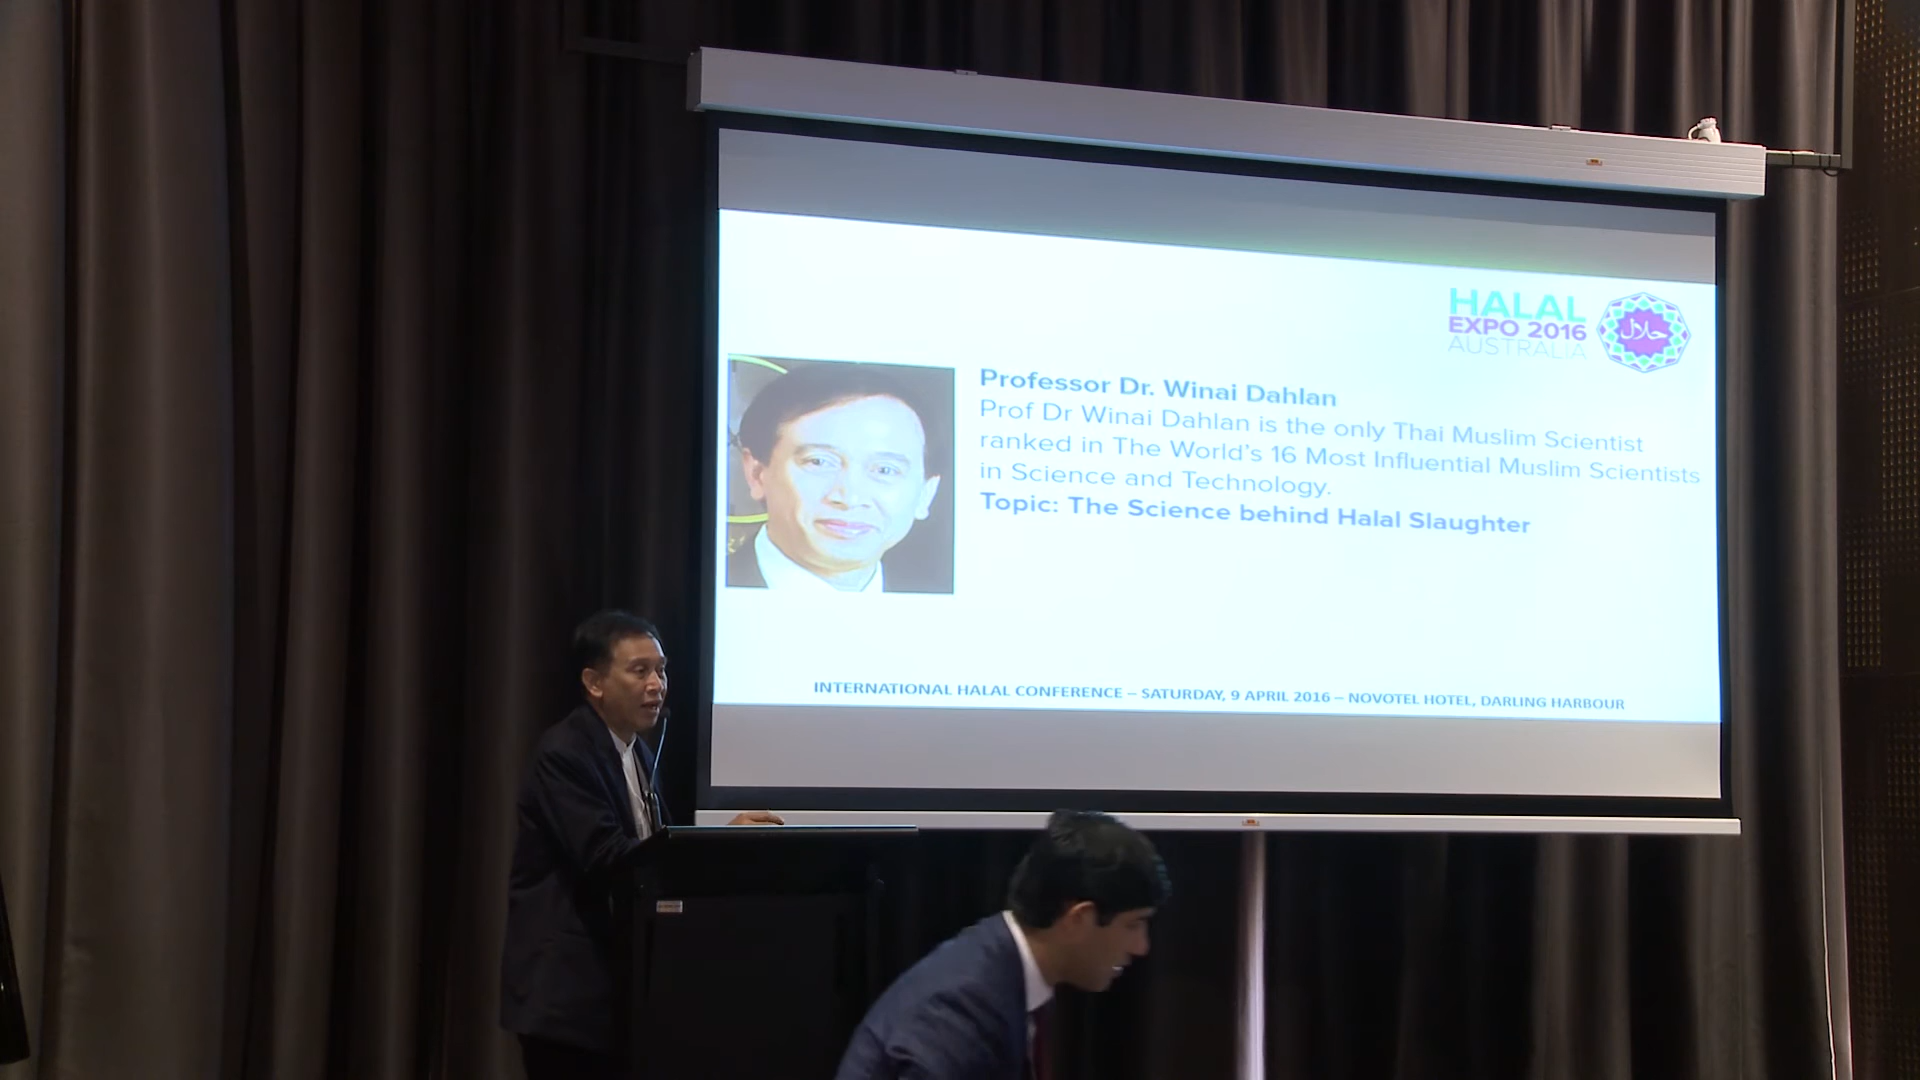 HALAL
EXPO 2016
AUSTRALIA
حلال
Professor Dr. Winai Dahlan
Prof Dr Winai Dahlan is the only Thai Muslim Scientist
ranked in The World's 16 Most Influential Muslim Scientists
in Science and Technology.
Topic: The Science behind Halal Slaughter
INTERNATIONAL HALAL CONFERENCE – SATURDAY, 9 APRIL 2016 – NOVOTEL HOTEL, DARLING HARBOUR